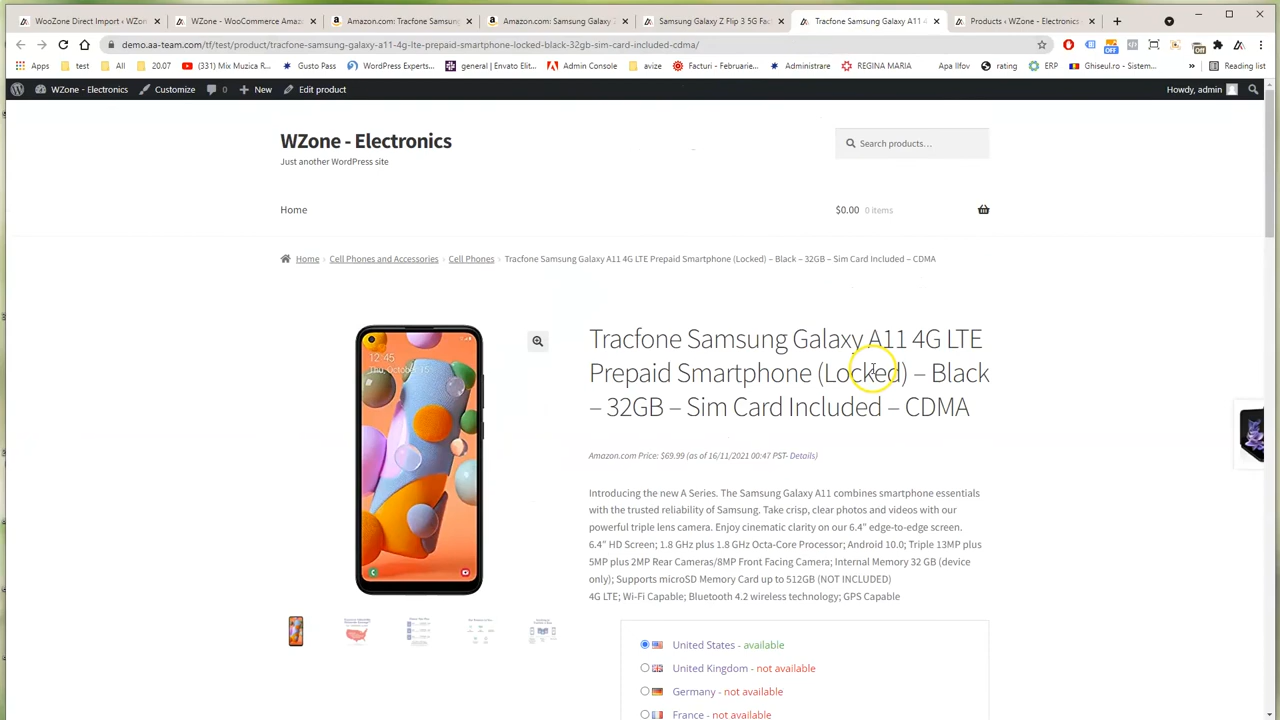 WooZone Direct Import ‹ WZon
WZone - WooCommerce Amaz
Amazon.com: Tracfone Samsun
Amazon.com: Samsung Galaxy
Samsung Galaxy Z Flip 3 5G Fac
Tracfone Samsung Galaxy A11 4
Products ‹ WZone - Electronics
demo.aa-team.com/tf/test/product/tracfone-samsung-galaxy-a11-4g-lte-prepaid-smartphone-locked-black-32gb-sim-card-included-cdma/
Off
Off
Apps
test
All
20.07
(331) Mix Muzica R...
Gusto Pass
WordPress Experts...
general | Envato Elit...
Admin Console
avize
Facturi - Februarie...
Administrare
REGINA MARIA
Apa Ilfov
rating
ERP
Ghiseul.ro - Sistem...
»
Reading list
WZone - Electronics
Customize
0
New
Edit product
Howdy, admin
WZone - Electronics
Just another WordPress site
Search products…
Home
$0.00 0 items
Home › Cell Phones and Accessories › Cell Phones › Tracfone Samsung Galaxy A11 4G LTE Prepaid Smartphone (Locked) – Black – 32GB – Sim Card Included – CDMA
12:45
Thu, October 15
Tracfone Samsung Galaxy A11 4G LTE
Prepaid Smartphone (Locked) – Black
– 32GB – Sim Card Included – CDMA
Amazon.com Price: $69.99 (as of 16/11/2021 00:47 PST- Details)
Introducing the new A Series. The Samsung Galaxy A11 combines smartphone essentials
with the trusted reliability of Samsung. Take crisp, clear photos and videos with our
powerful triple lens camera. Enjoy cinematic clarity on our 6.4” edge-to-edge screen.
6.4” HD Screen; 1.8 GHz plus 1.8 GHz Octa-Core Processor; Android 10.0; Triple 13MP plus
5MP plus 2MP Rear Cameras/8MP Front Facing Camera; Internal Memory 32 GB (device
only); Supports microSD Memory Card up to 512GB (NOT INCLUDED)
4G LTE; Wi-Fi Capable; Bluetooth 4.2 wireless technology; GPS Capable
United States - available
United Kingdom - not available
Germany - not available
France - not available